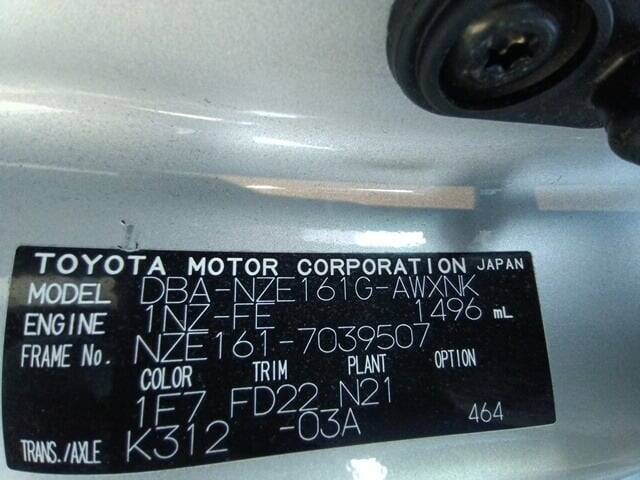 TOYOTA MOTOR CORPORATION JAPAN
MODEL DBA-NZE161G-AWXNK
ENGINE 1NZ-FE 1496 mL
FRAME No. NZE161-7039507
COLOR TRIM PLANT OPTION
1F7 FD22 N21
TRANS./AXLE K312 -03A 464